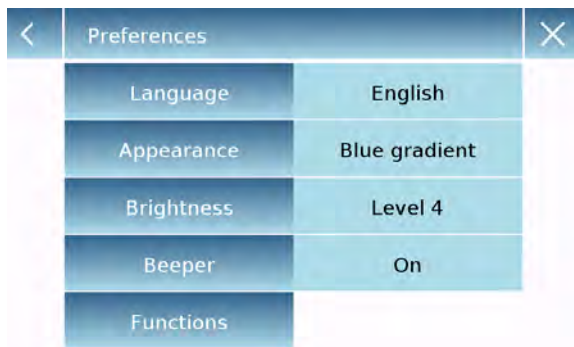 Preferences
Language English
Appearance Blue gradient
Brightness Level 4
Beeper On
Functions